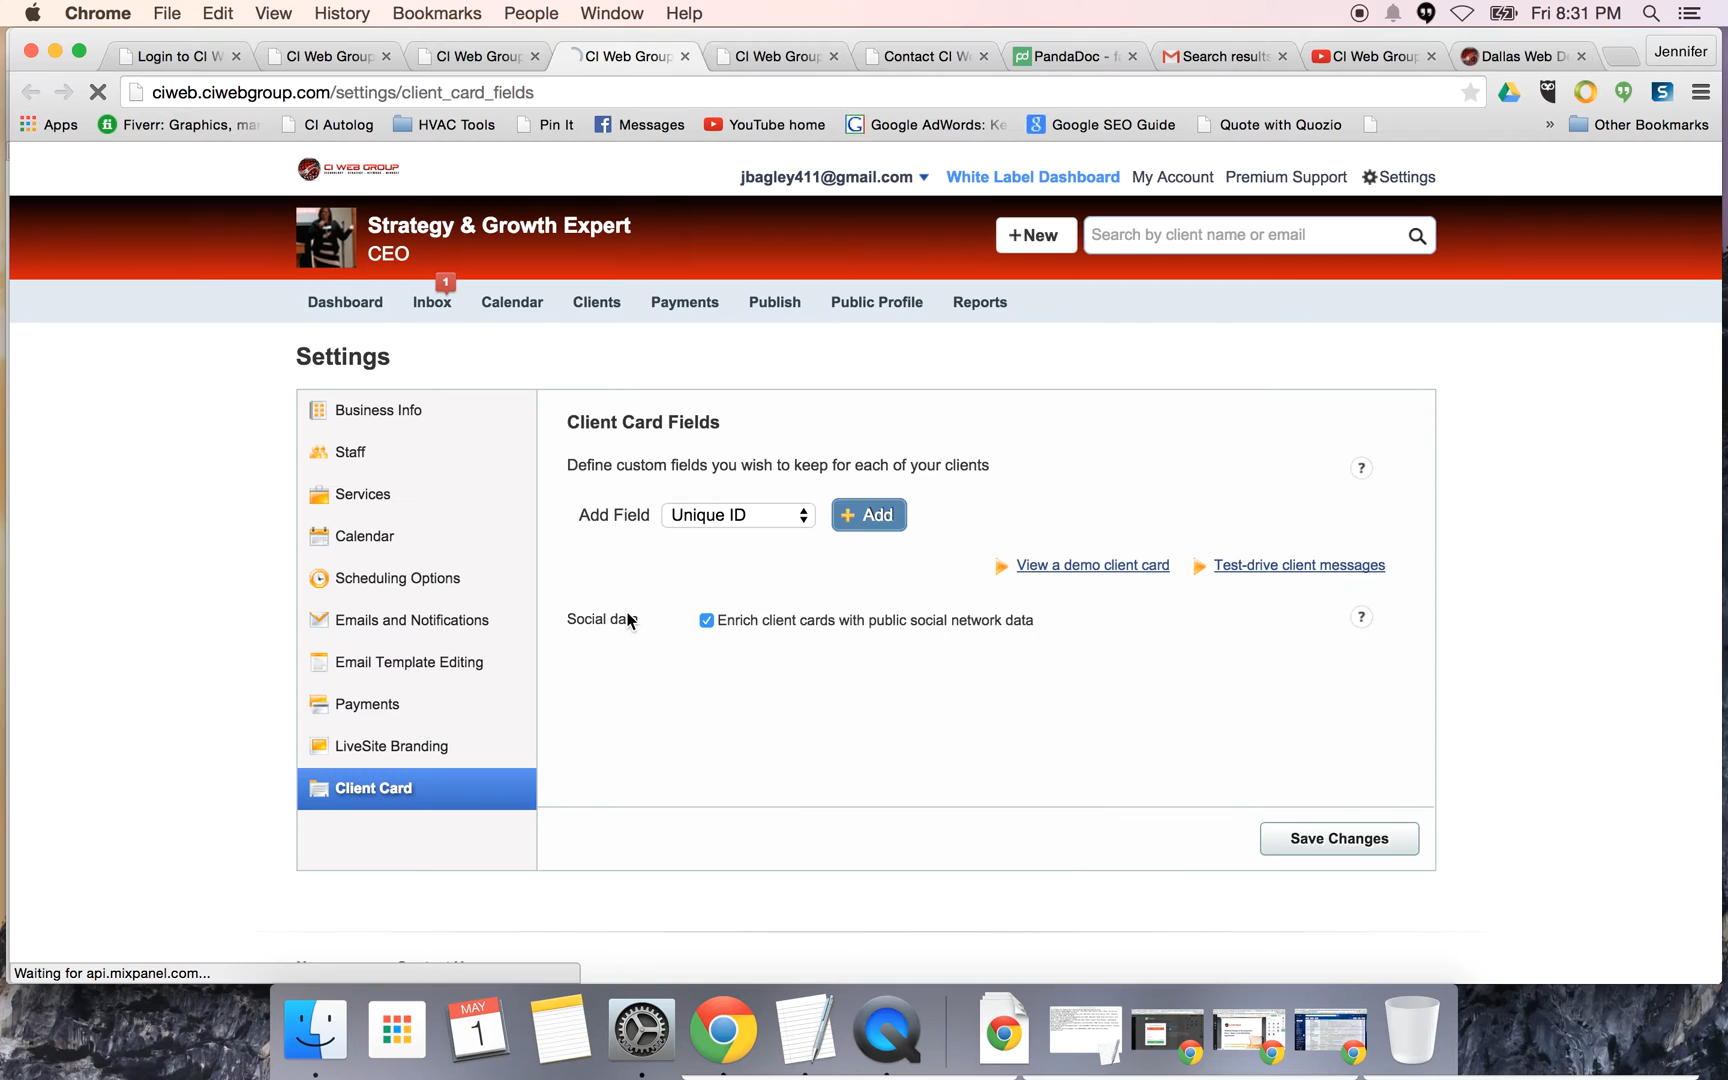 Chrome File Edit View History Bookmarks People Window Help Fri 8:31 PM
Login to CI W CI Web Group CI Web Group CI Web Group CI Web Group Contact CI W PandaDoc - f Search results CI Web Group Dallas Web D Jennifer
ciweb.ciwebgroup.com/settings/client_card_fields
Apps Fiverr: Graphics, mar CI Autolog HVAC Tools Pin It Messages YouTube home Google AdWords: Ke Google SEO Guide Quote with Quozio » Other Bookmarks
CI WEB GROUP
jbagley411@gmail.com White Label Dashboard My Account Premium Support Settings
Strategy & Growth Expert
CEO
+New Search by client name or email
1
Dashboard Inbox Calendar Clients Payments Publish Public Profile Reports
Settings
Business Info
Staff
Services
Calendar
Scheduling Options
Emails and Notifications
Email Template Editing
Payments
LiveSite Branding
Client Card
Client Card Fields
Define custom fields you wish to keep for each of your clients ?
Add Field Unique ID + Add
View a demo client card Test-drive client messages
Social data Enrich client cards with public social network data ?
Save Changes
Waiting for api.mixpanel.com...
MAY
1